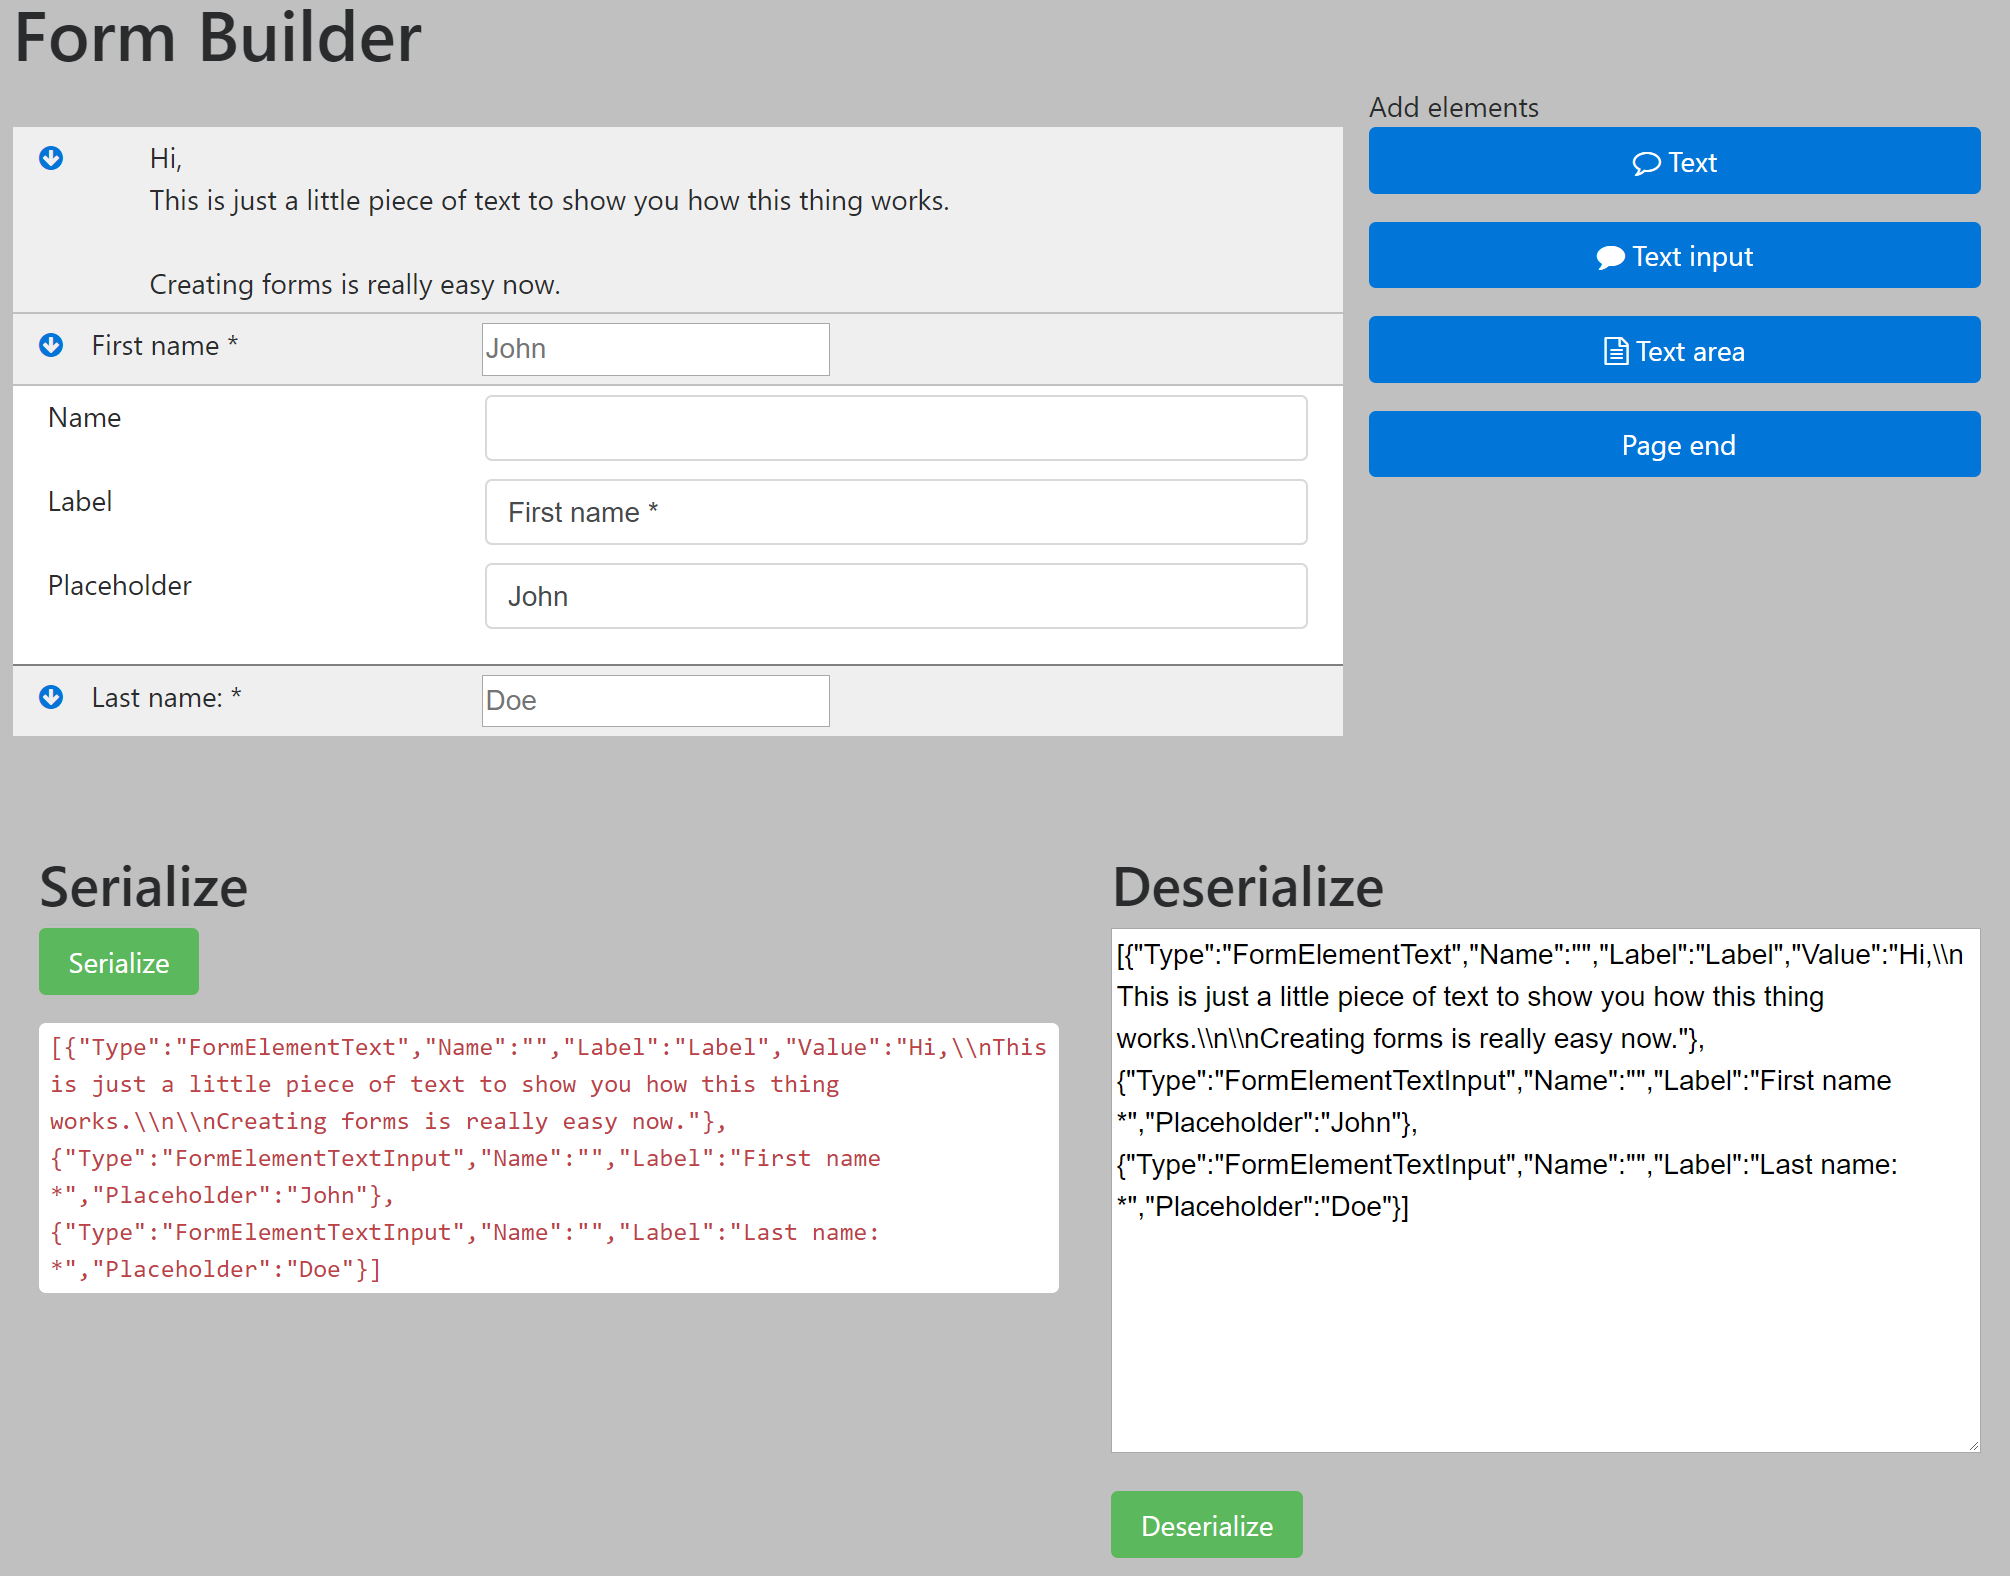 Form Builder
Hi,
This is just a little piece of text to show you how this thing works.
Creating forms is really easy now.
First name *
John
Name
Label
First name *
Placeholder
John
Last name: *
Doe
Add elements
Text
Text input
Text area
Page end
Serialize
Serialize
[{"Type":"FormElementText","Name":"","Label":"Label","Value":"Hi,\\nThis
is just a little piece of text to show you how this thing
works.\\n\\nCreating forms is really easy now."},
{"Type":"FormElementTextInput","Name":"","Label":"First name
*","Placeholder":"John"},
{"Type":"FormElementTextInput","Name":"","Label":"Last name:
*","Placeholder":"Doe"}]
Deserialize
[{"Type":"FormElementText","Name":"","Label":"Label","Value":"Hi,\\n
This is just a little piece of text to show you how this thing
works.\\n\\nCreating forms is really easy now."},
{"Type":"FormElementTextInput","Name":"","Label":"First name
*","Placeholder":"John"},
{"Type":"FormElementTextInput","Name":"","Label":"Last name:
*","Placeholder":"Doe"}]
Deserialize